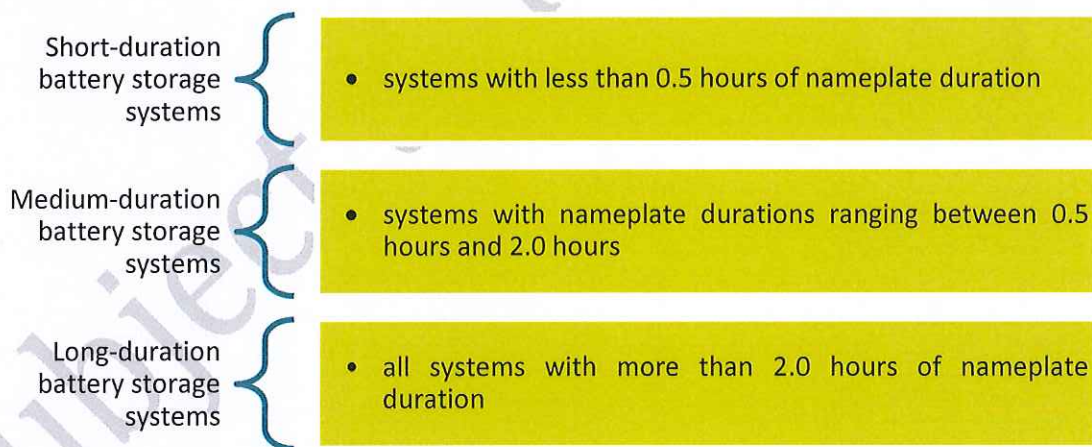 Short-duration
battery storage
systems
• systems with less than 0.5 hours of nameplate duration
Medium-duration
battery storage
systems
• systems with nameplate durations ranging between 0.5
hours and 2.0 hours
Long-duration
battery storage
systems
• all systems with more than 2.0 hours of nameplate
duration